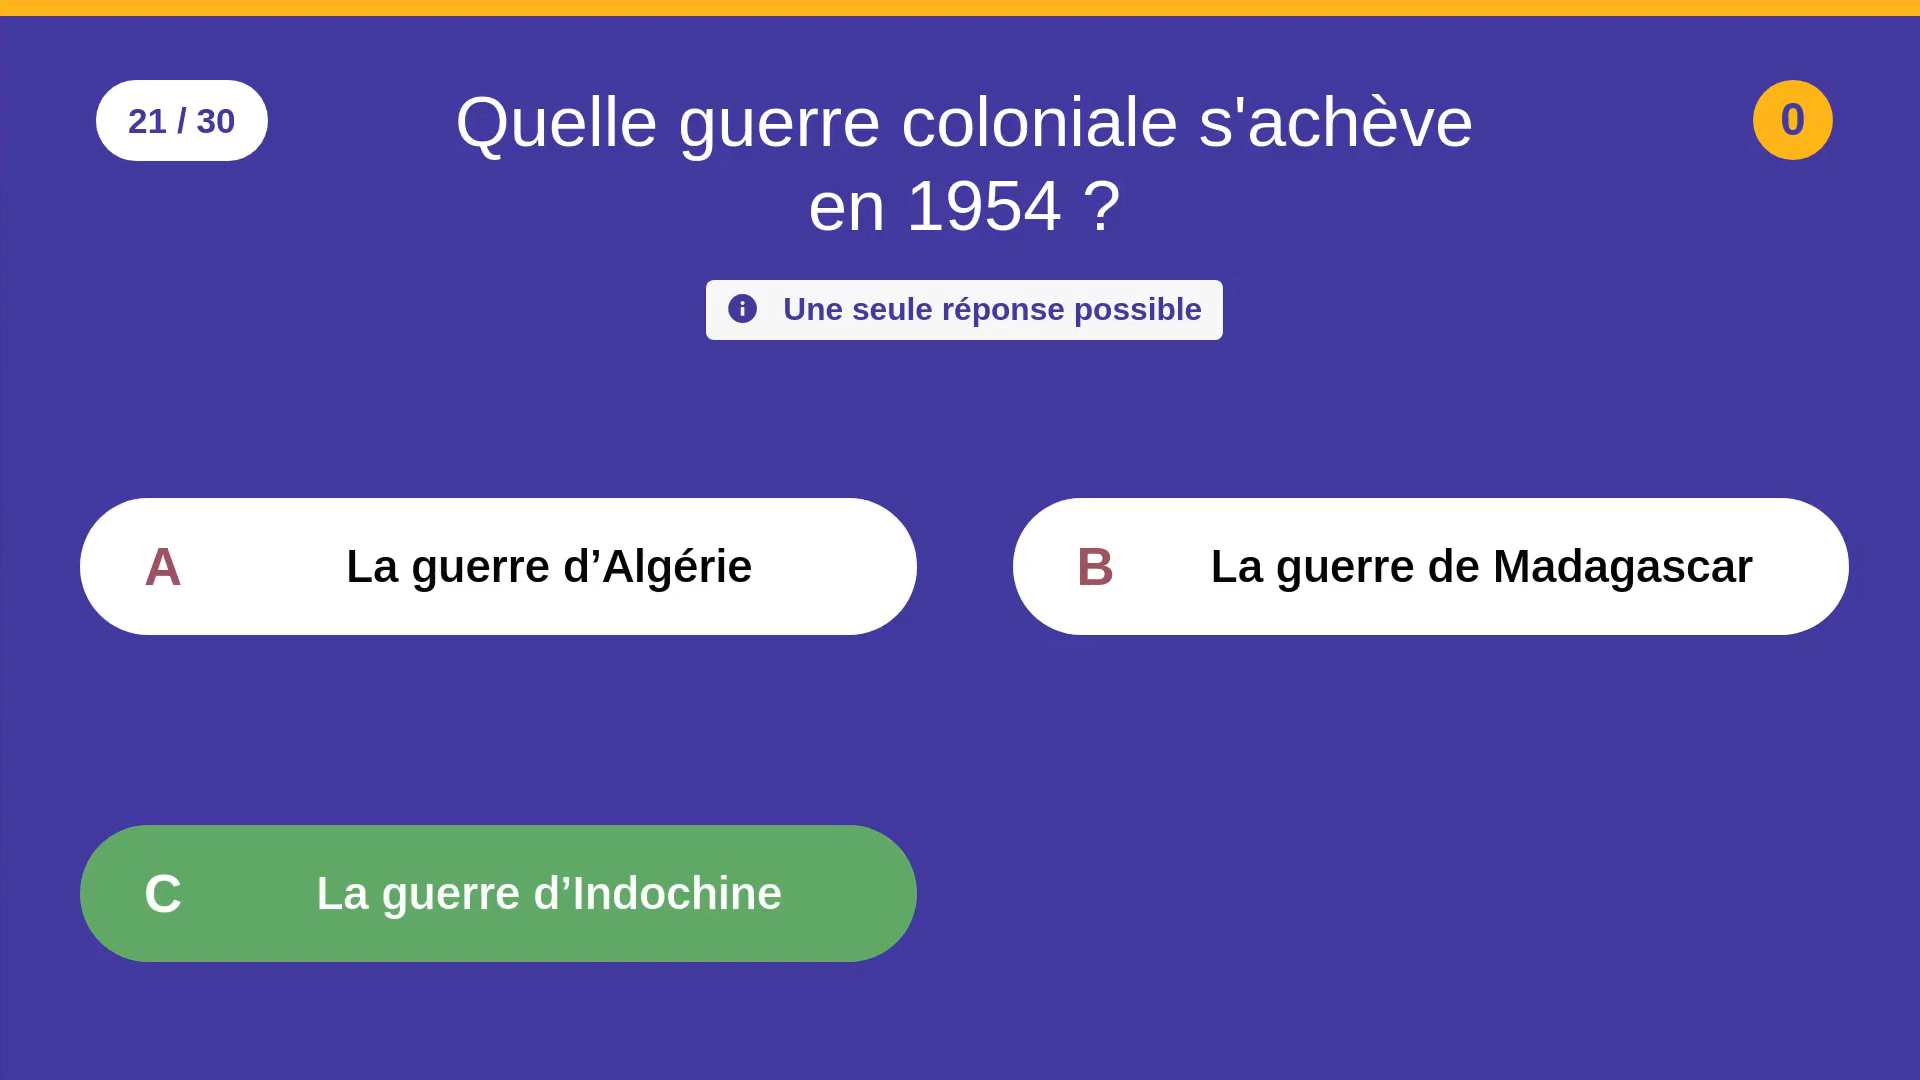 21 / 30
Quelle guerre coloniale s'achève
en 1954 ?
0
Une seule réponse possible
A La guerre d’Algérie
B La guerre de Madagascar
C La guerre d’Indochine